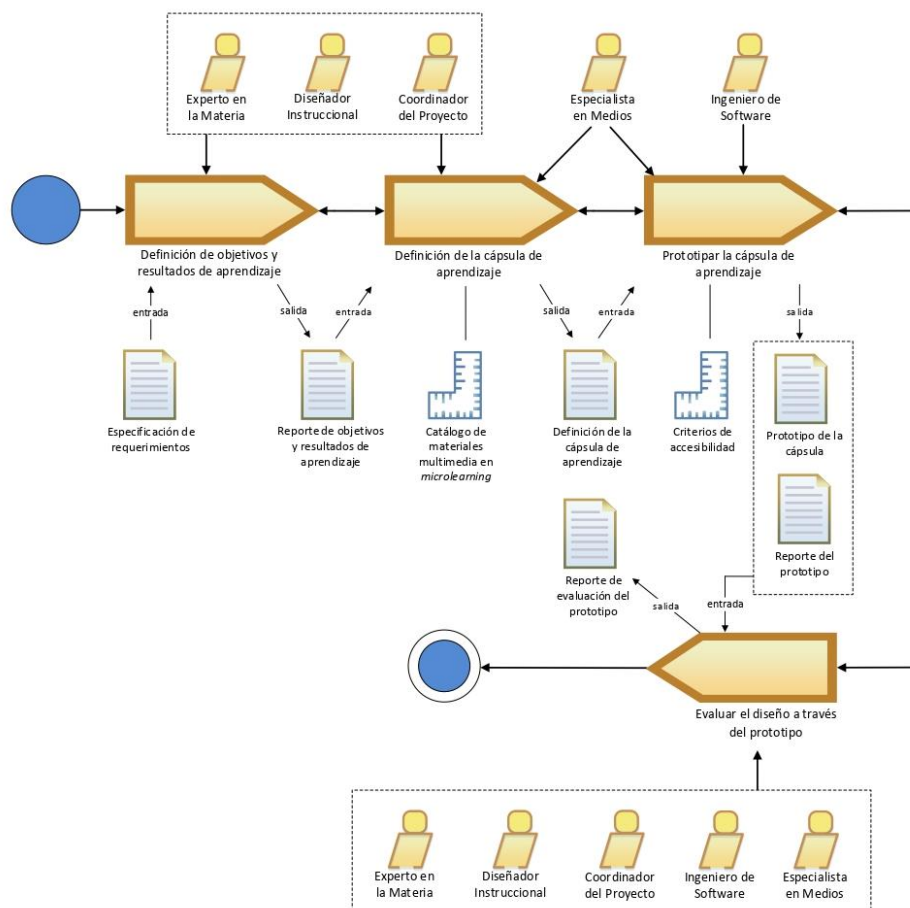 Experto en
la Materia
Diseñador
Instruccional
Coordinador
del Proyecto
Especialista
en Medios
Ingeniero de
Software
Definición de objetivos y
resultados de aprendizaje
Definición de la cápsula de
aprendizaje
Prototipar la cápsula de
aprendizaje
entrada
salida
entrada
salida
entrada
salida
Especificación de
requerimientos
Reporte de objetivos
y resultados de
aprendizaje
Catálogo de
materiales
multimedia en
microlearning
Definición de la
cápsula de
aprendizaje
Criterios de
accesibilidad
Prototipo de la
cápsula
Reporte del
prototipo
Reporte de
evaluación del
prototipo
salida
entrada
Evaluar el diseño a través
del prototipo
Experto en
la Materia
Diseñador
Instruccional
Coordinador
del Proyecto
Ingeniero de
Software
Especialista
en Medios